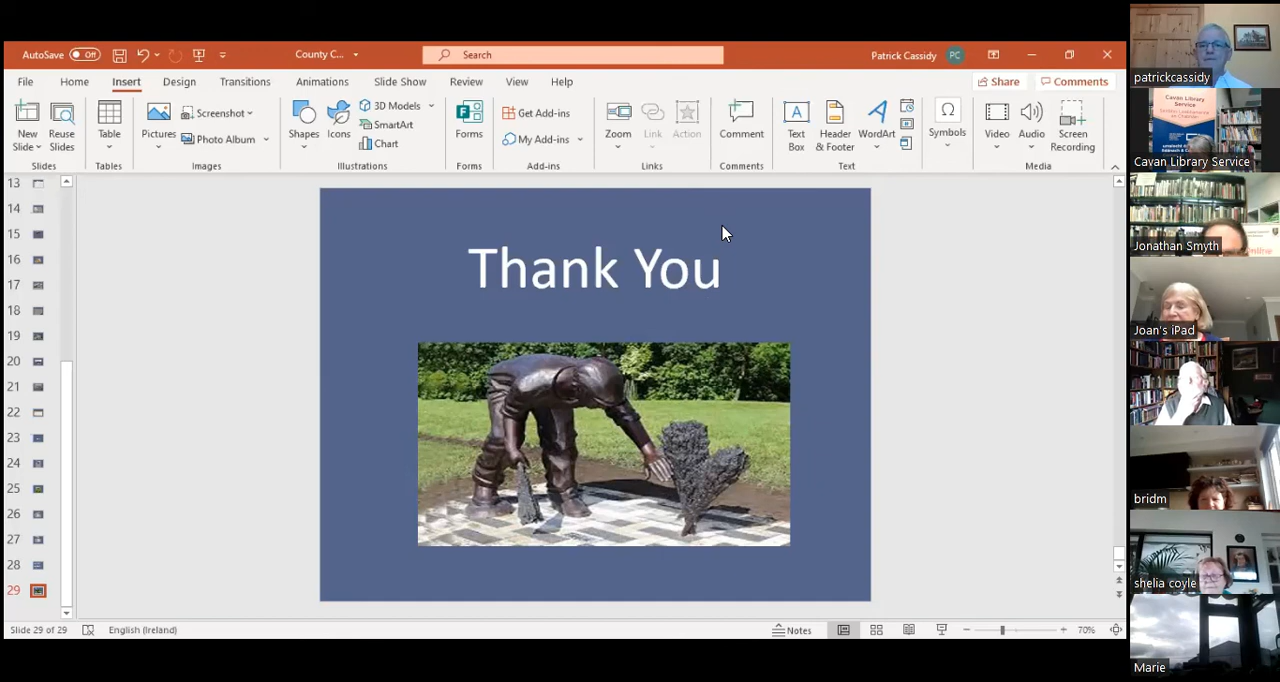 AutoSave Off
County C...
Search
Patrick Cassidy PC
File Home Insert Design Transitions Animations Slide Show Review View Help
Share Comments
New Slide
Reuse Slides
Table
Pictures
Screenshot
Photo Album
Shapes
Icons
3D Models
SmartArt
Chart
Forms
Get Add-ins
My Add-ins
Zoom
Link
Action
Comment
Text Box
Header & Footer
WordArt
Symbols
Video
Audio
Screen Recording
Slides Tables Images Illustrations Forms Add-ins Links Comments Text Media
13
14
15
16
17
18
19
20
21
22
23
24
25
26
27
28
29
Thank You
Slide 29 of 29 English (Ireland) Notes 70%
patrickcassidy
Cavan Library
Service
Cavan Library Service
Jonathan Smyth
Joan's iPad
bridm
shelia coyle
Marie